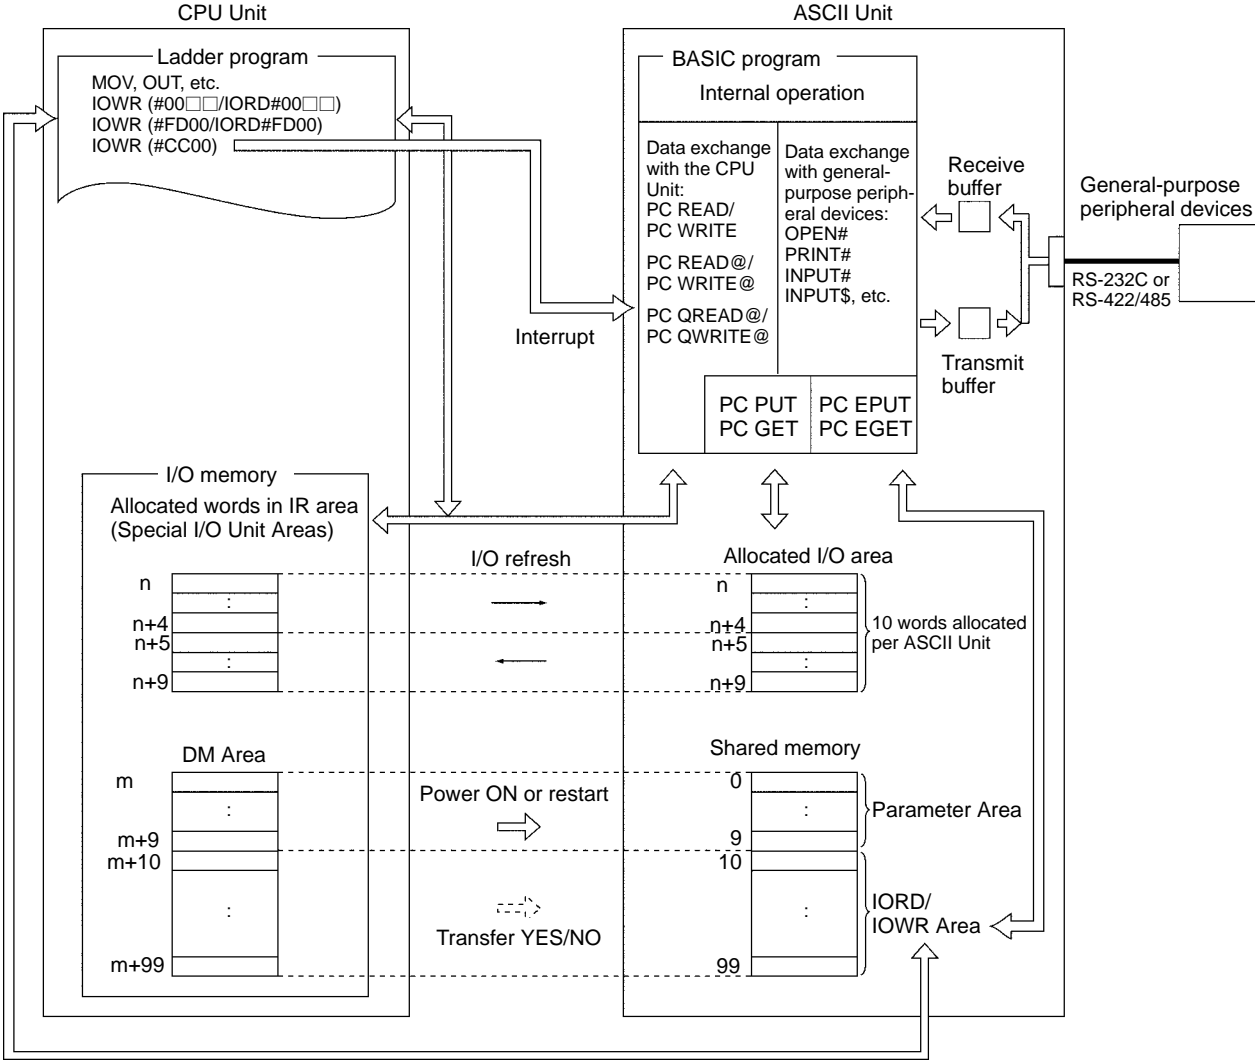 CPU Unit
ASCII Unit
Ladder program
MOV, OUT, etc.
IOWR (#00□□/IORD#00□□)
IOWR (#FD00/IORD#FD00)
IOWR (#CC00)
BASIC program
Internal operation
Data exchange
with the CPU
Unit:
PC READ/
PC WRITE
PC READ@/
PC WRITE@
PC QREAD@/
PC QWRITE@
Data exchange
with general-
purpose periph-
eral devices:
OPEN#
PRINT#
INPUT#
INPUT$, etc.
Receive
buffer
General-purpose
peripheral devices
RS-232C or
RS-422/485
Interrupt
Transmit
buffer
PC PUT
PC GET
PC EPUT
PC EGET
I/O memory
Allocated words in IR area
(Special I/O Unit Areas)
I/O refresh
Allocated I/O area
n
:
n+4
n+5
:
n+9
n
:
n+4
n+5
:
n+9
10 words allocated
per ASCII Unit
DM Area
Shared memory
m
:
m+9
m+10
:
m+99
Power ON or restart
Transfer YES/NO
0
:
9
10
:
99
Parameter Area
IORD/
IOWR Area